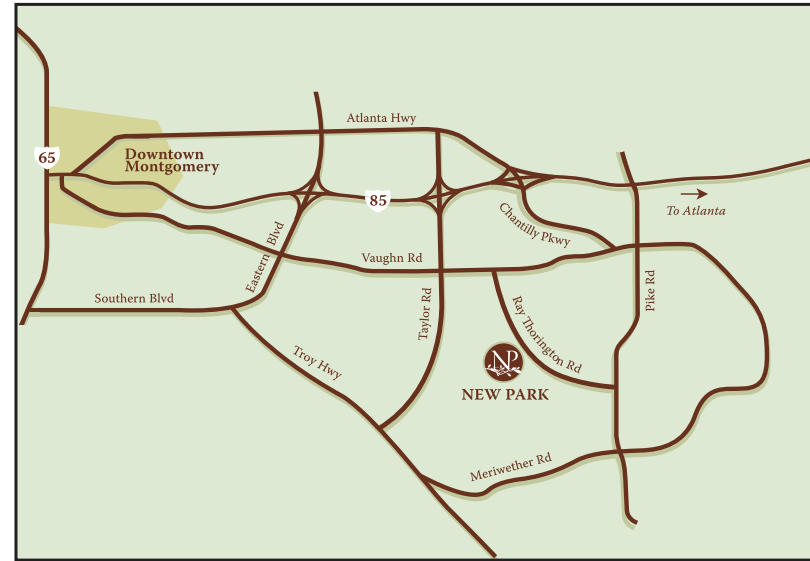 Atlanta Hwy
65
Downtown
Montgomery
85
To Atlanta
Chantilly Pkwy
Eastern Blvd
Vaughn Rd
Southern Blvd
Taylor Rd
Ray Thorington Rd
Pike Rd
Troy Hwy
NP
NEW PARK
Meriwether Rd